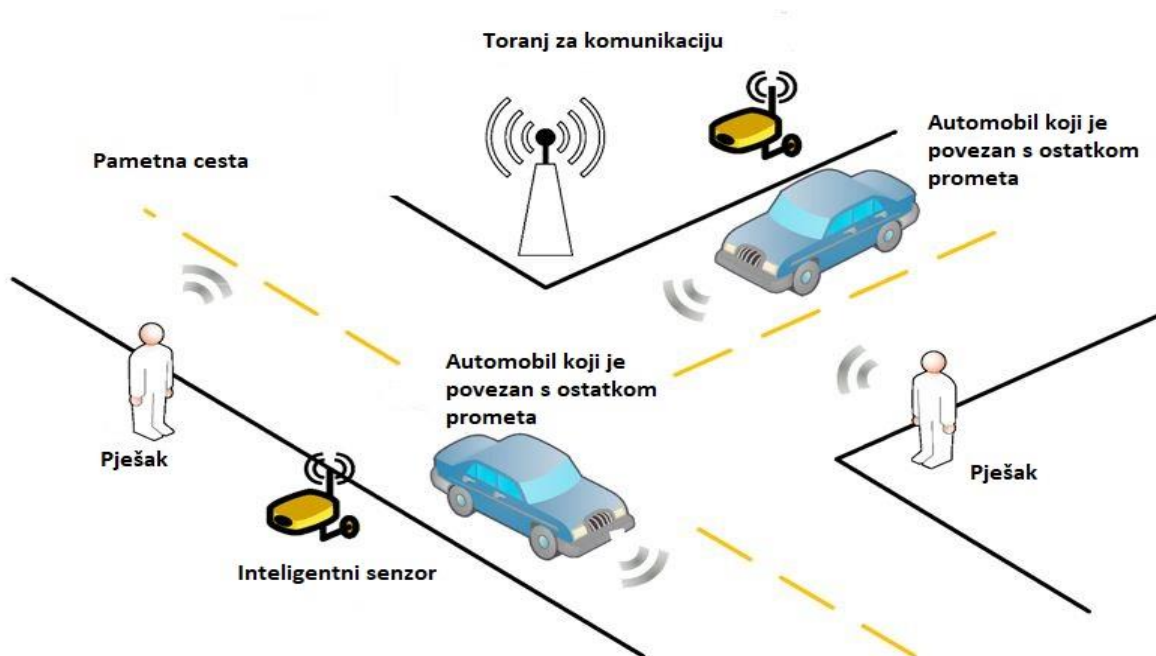 Toranj za komunikaciju
Automobil koji je
povezan s ostatkom
prometa
Pametna cesta
Automobil koji je
povezan s ostatkom
prometa
Pješak
Pješak
Inteligentni senzor